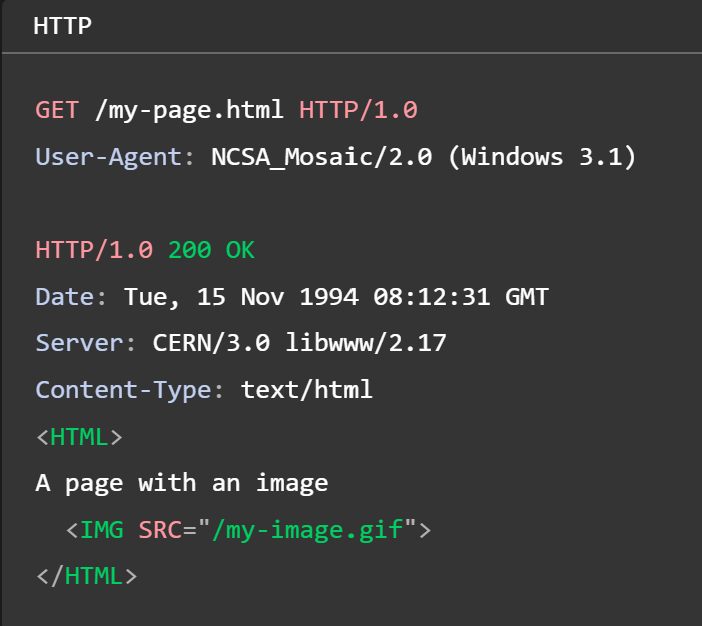 HTTP
GET /my-page.html HTTP/1.0
User-Agent: NCSA_Mosaic/2.0 (Windows 3.1)
HTTP/1.0 200 OK
Date: Tue, 15 Nov 1994 08:12:31 GMT
Server: CERN/3.0 libwww/2.17
Content-Type: text/html
<HTML>
A page with an image
  <IMG SRC="/my-image.gif">
</HTML>